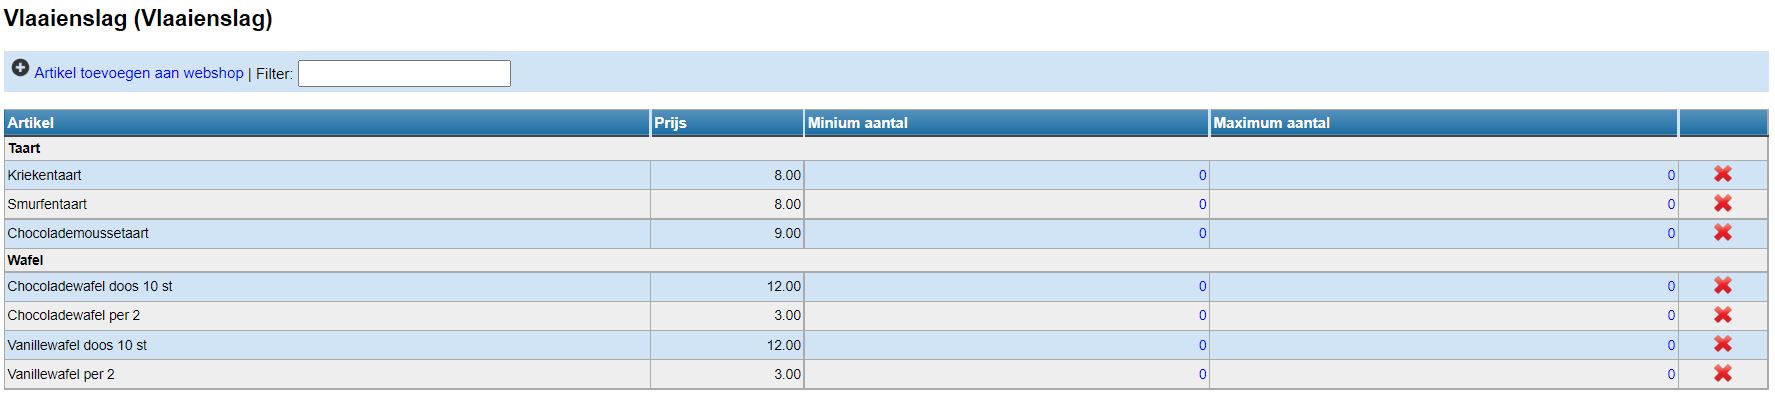 Vlaaienslag (Vlaaienslag)
Artikel toevoegen aan webshop | Filter:
Artikel Prijs Minium aantal Maximum aantal
Taart
Kriekentaart 8.00 0 0
Smurfentaart 8.00 0 0
Chocolademoussetaart 9.00 0 0
Wafel
Chocoladewafel doos 10 st 12.00 0 0
Chocoladewafel per 2 3.00 0 0
Vanillewafel doos 10 st 12.00 0 0
Vanillewafel per 2 3.00 0 0